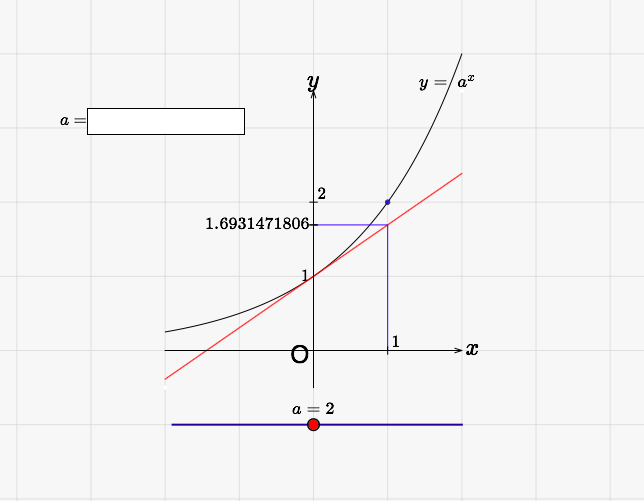 y
y = a^x
a =
2
1.6931471806
1
1
O
x
a = 2